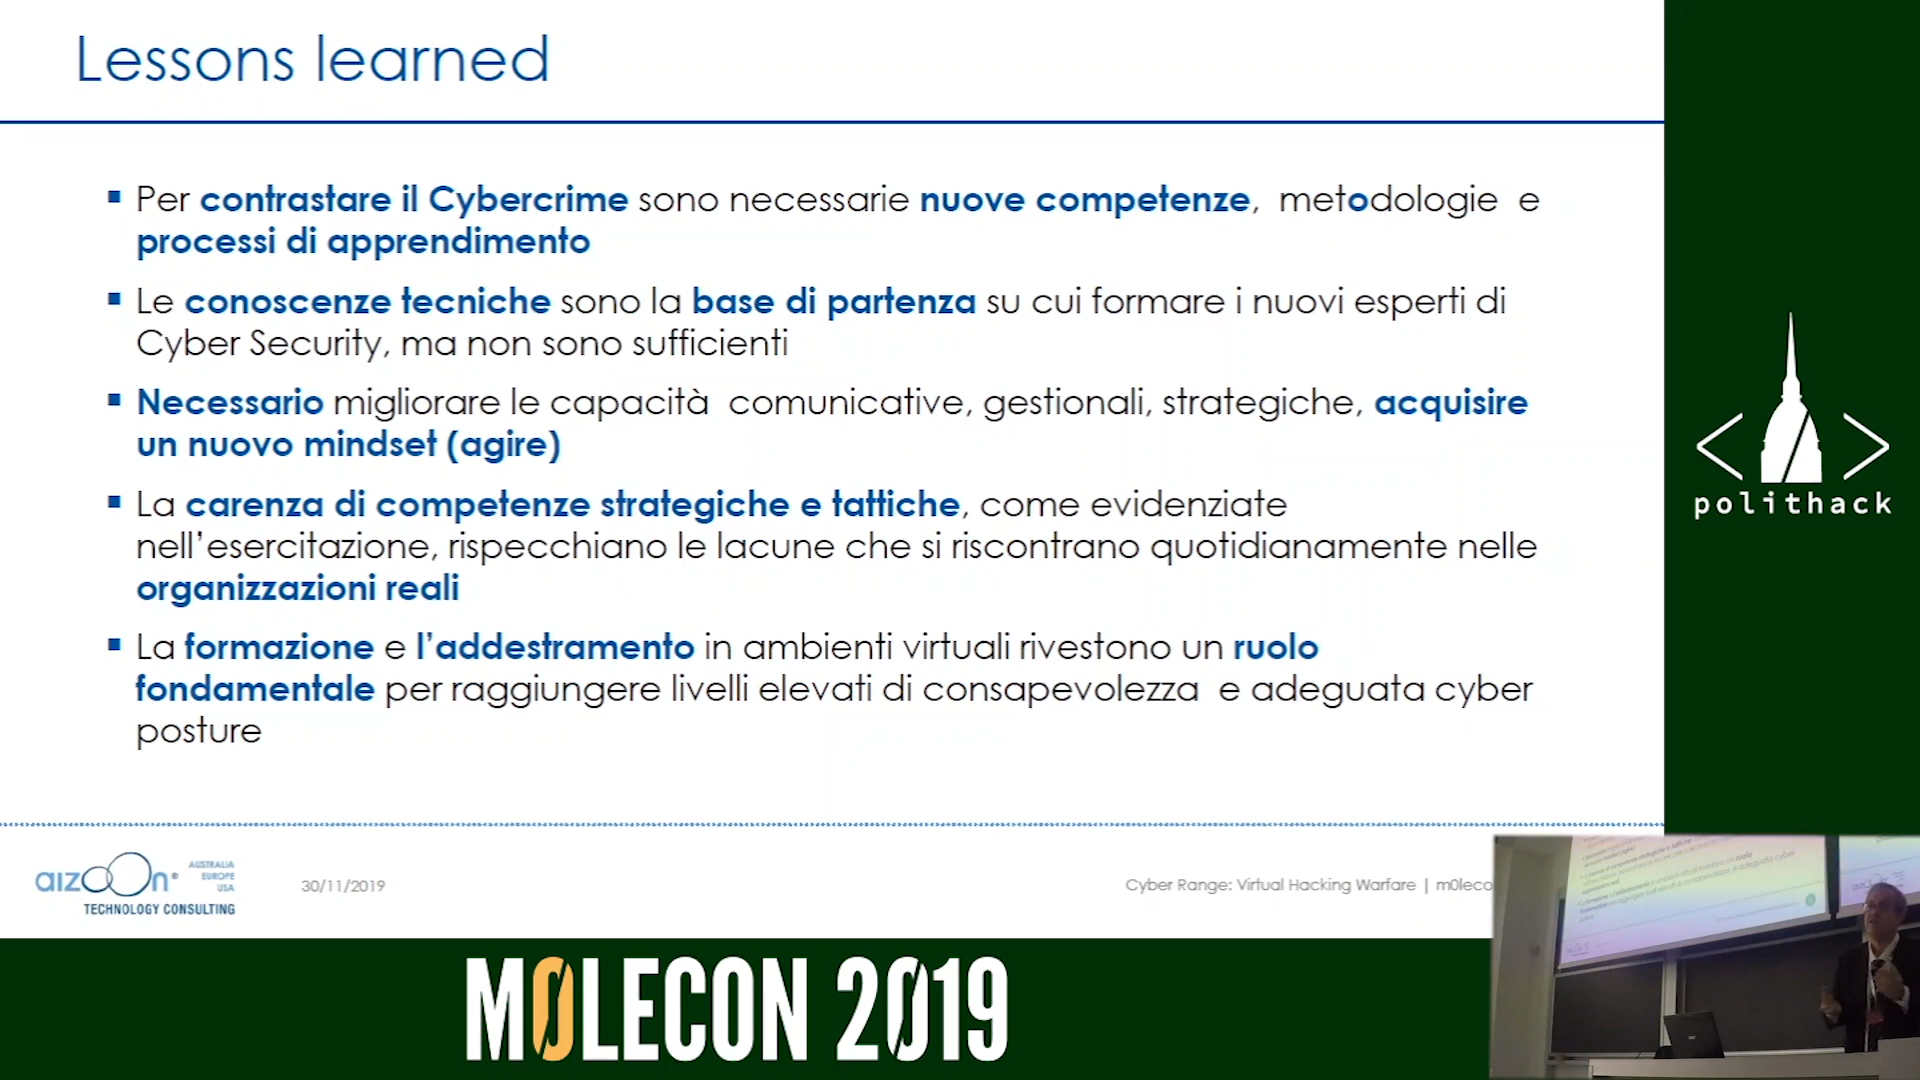 Lessons learned
Per contrastare il Cybercrime sono necessarie nuove competenze, metodologie e
processi di apprendimento
Le conoscenze tecniche sono la base di partenza su cui formare i nuovi esperti di
Cyber Security, ma non sono sufficienti
Necessario migliorare le capacità comunicative, gestionali, strategiche, acquisire
un nuovo mindset (agire)
La carenza di competenze strategiche e tattiche, come evidenziate
nell'esercitazione, rispecchiano le lacune che si riscontrano quotidianamente nelle
organizzazioni reali
La formazione e l'addestramento in ambienti virtuali rivestono un ruolo
fondamentale per raggiungere livelli elevati di consapevolezza e adeguata cyber
posture
polithack
aizoOn®
AUSTRALIA
EUROPE
USA
TECHNOLOGY CONSULTING
30/11/2019
Cyber Range: Virtual Hacking Warfare | m0leco
M0LECON 2019